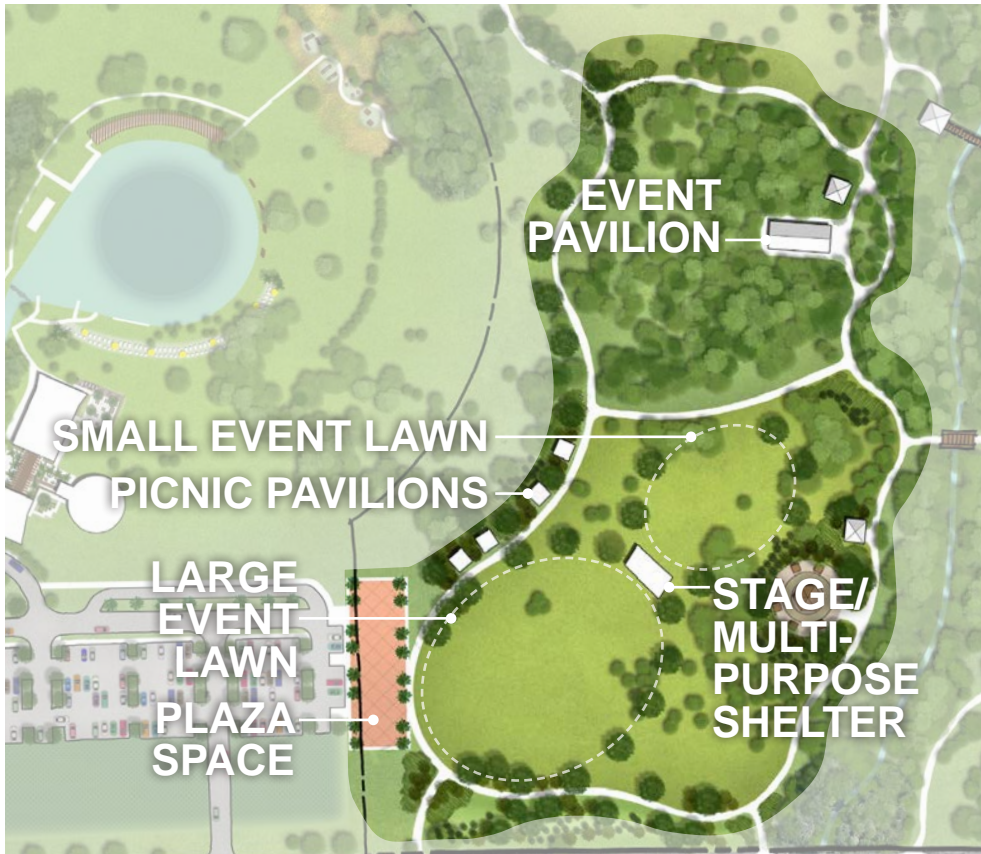 EVENT
PAVILION
SMALL EVENT LAWN
PICNIC PAVILIONS
LARGE
EVENT
LAWN
STAGE/
MULTI-
PURPOSE
SHELTER
PLAZA
SPACE